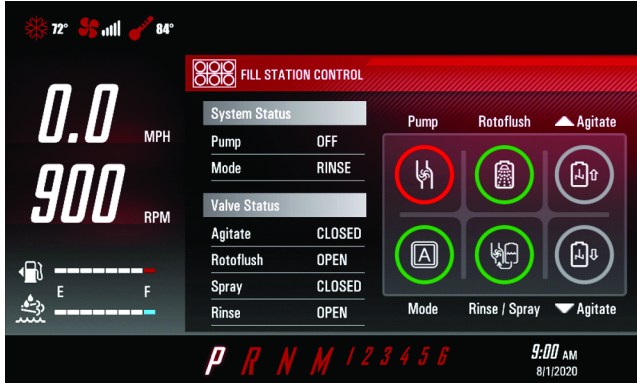 72° 84°
FILL STATION CONTROL
0.0 MPH
900 RPM
E F
System Status
Pump OFF
Mode RINSE
Valve Status
Agitate CLOSED
Rotoflush OPEN
Spray CLOSED
Rinse OPEN
Pump Rotoflush Agitate
A
Mode Rinse / Spray Agitate
P R N M 1 2 3 4 5 6
9:00 AM
8/1/2020